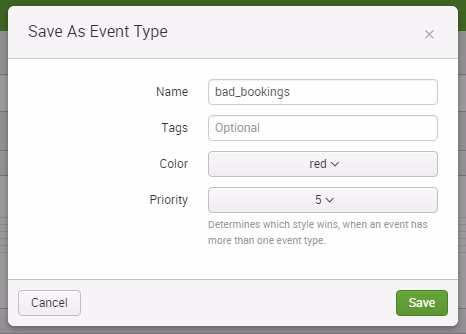 Save As Event Type
×
Name
bad_bookings
Tags
Optional
Color
red
Priority
5
Determines which style wins, when an event has
more than one event type.
Cancel
Save